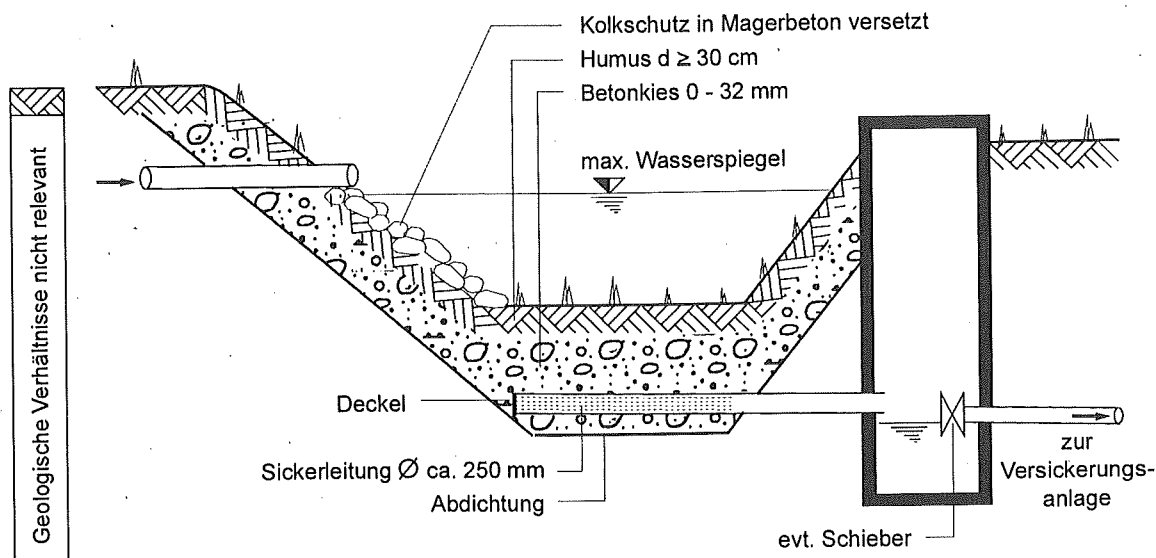 Kolkschutz in Magerbeton versetzt
Humus d ≥ 30 cm
Betonkies 0 - 32 mm
max. Wasserspiegel
Geologische Verhältnisse nicht relevant
Deckel
Sickerleitung Ø ca. 250 mm
Abdichtung
zur
Versickerungs-
anlage
evt. Schieber